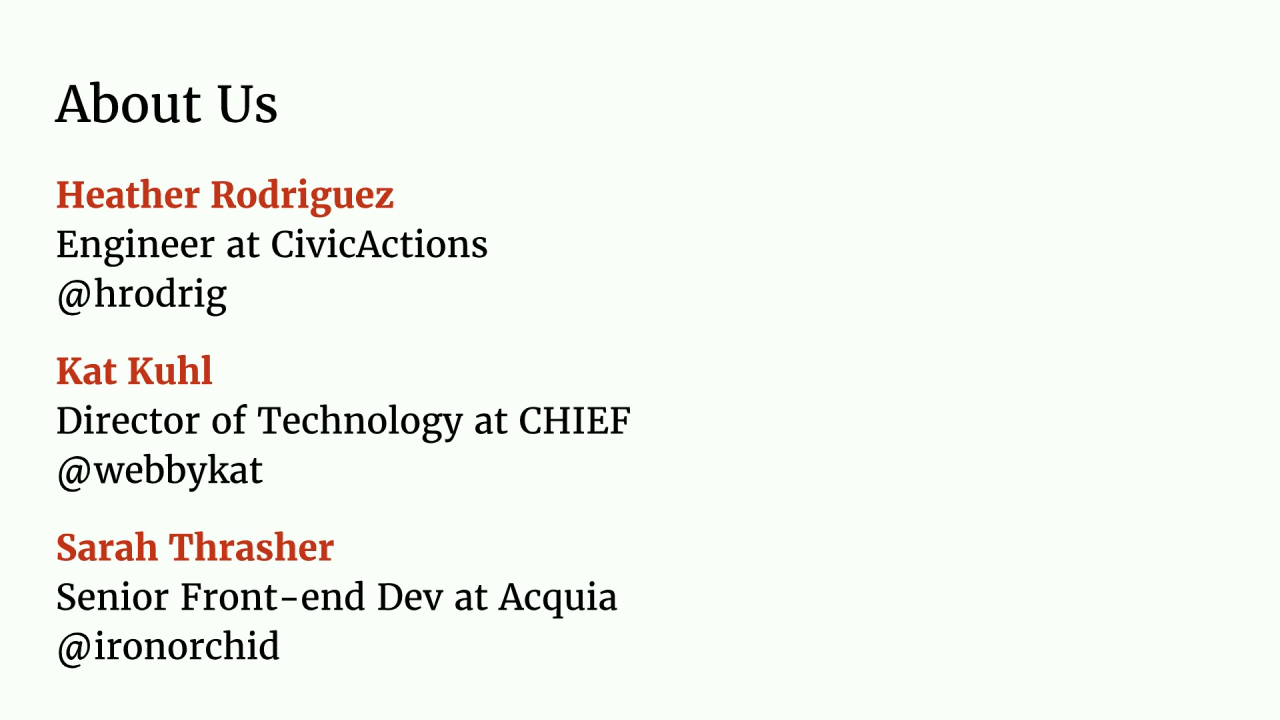 About Us
Heather Rodriguez
Engineer at CivicActions
@hrodrig
Kat Kuhl
Director of Technology at CHIEF
@webbykat
Sarah Thrasher
Senior Front-end Dev at Acquia
@ironorchid